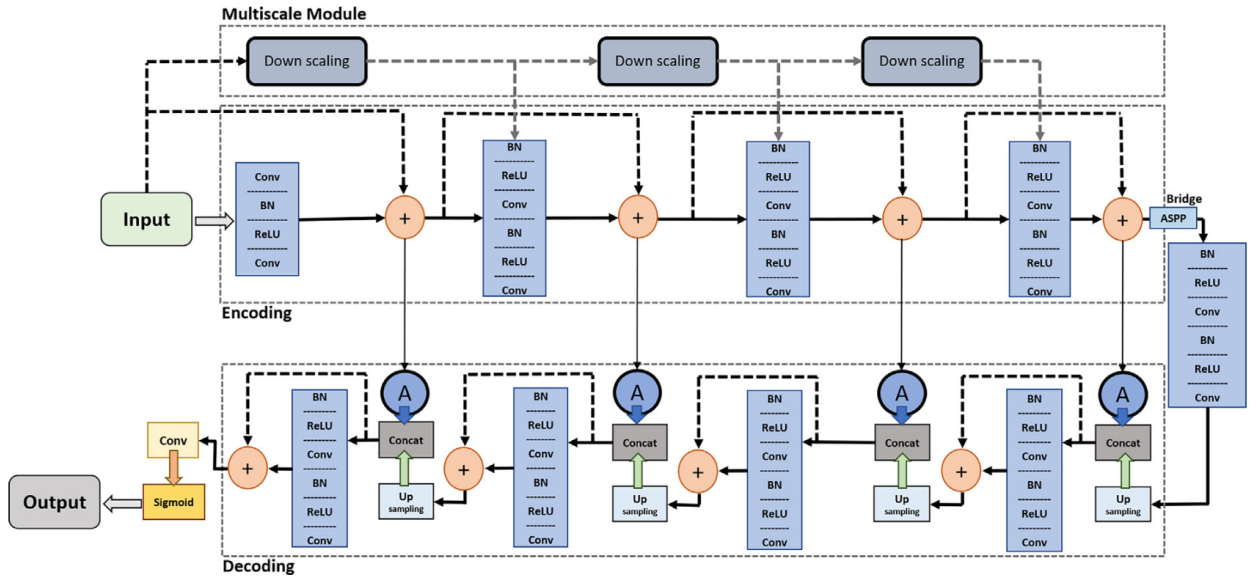 Multiscale Module
Down scaling
Down scaling
Down scaling
Input
Conv
BN
ReLU
Conv
+
BN
ReLU
Conv
BN
ReLU
Conv
+
BN
ReLU
Conv
BN
ReLU
Conv
+
BN
ReLU
Conv
BN
ReLU
Conv
+
Bridge
ASPP
BN
ReLU
Conv
BN
ReLU
Conv
Encoding
Output
Conv
Sigmoid
+
BN
ReLU
Conv
BN
ReLU
Conv
A
Concat
Up
sampling
+
BN
ReLU
Conv
BN
ReLU
Conv
A
Concat
Up
sampling
+
BN
ReLU
Conv
BN
ReLU
Conv
A
Concat
Up
sampling
+
BN
ReLU
Conv
BN
ReLU
Conv
A
Concat
Up
sampling
Decoding